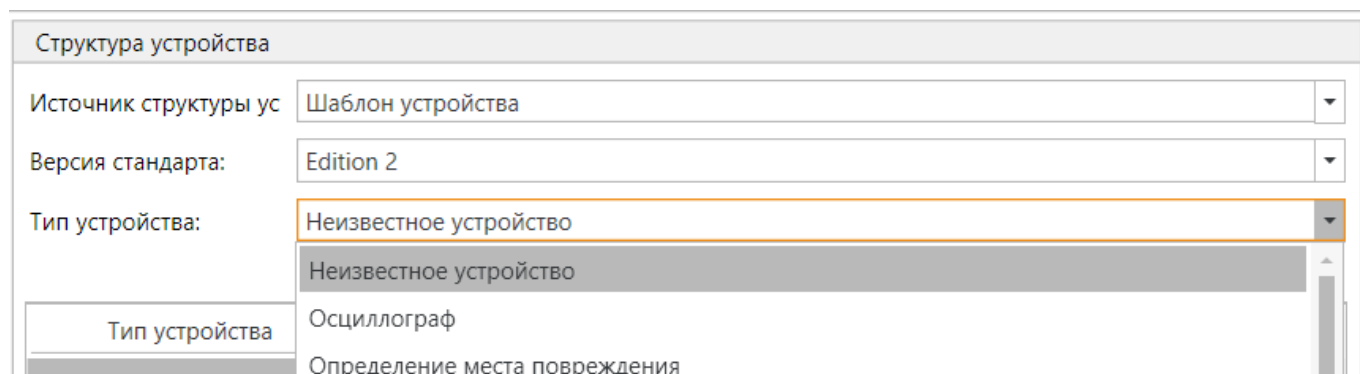 Структура устройства
Источник структуры ус Шаблон устройства
Версия стандарта: Edition 2
Тип устройства: Неизвестное устройство
Неизвестное устройство
Тип устройства Осциллограф
Определение места повреждения